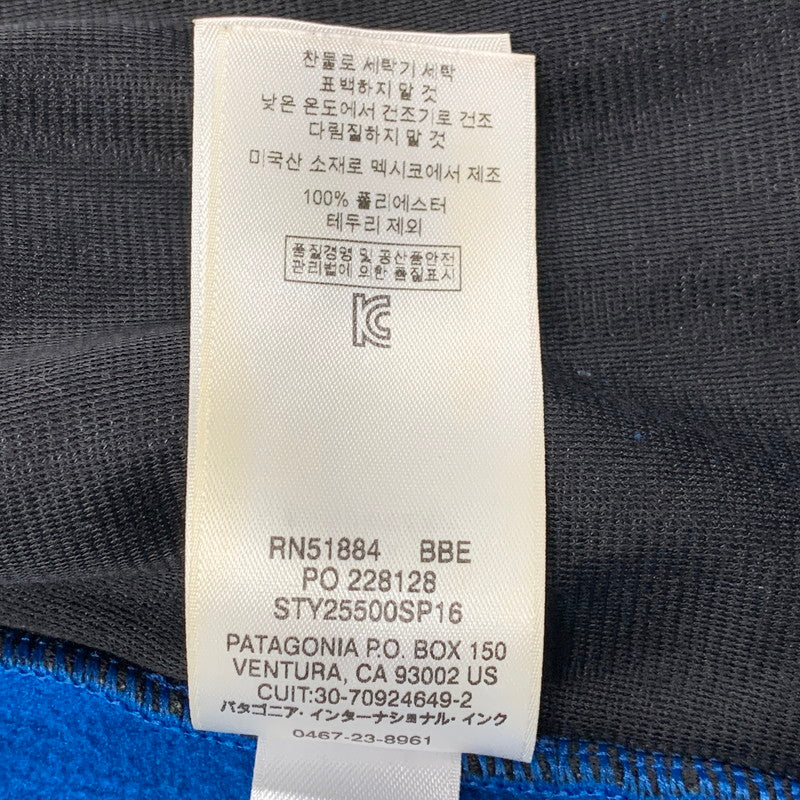 찬물로 세탁기 세탁
표백하지 말 것
낮은 온도에서 건조기로 건조
다림질하지 말 것
미국산 소재로 멕시코에서 제조
100% 폴리에스터
테두리 제외
품질경영 및 공산품안전
관리법에 의한 품질표시
KC
RN51884 BBE
PO 228128
STY25500SP16
PATAGONIA P.O. BOX 150
VENTURA, CA 93002 US
CUIT:30-70924649-2
パタゴニア・インターナショナル・インク
0467-23-8961